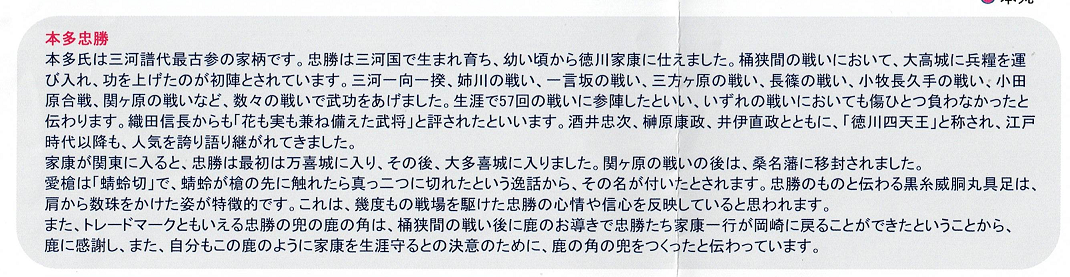 本多忠勝
本多氏は三河譜代最古参の家柄です。忠勝は三河国で生まれ育ち、幼い頃から徳川家康に仕えました。桶狭間の戦いにおいて、大高城に兵糧を運
び入れ、功を上げたのが初陣とされています。三河一向一揆、姉川の戦い、一言坂の戦い、三方ヶ原の戦い、長篠の戦い、小牧長久手の戦い、小田
原合戦、関ヶ原の戦いなど、数々の戦いで武功をあげました。生涯で57回の戦いに参陣したといい、いずれの戦いにおいても傷ひとつ負わなかったと
伝わります。織田信長からも「花も実も兼ね備えた武将」と評されたといいます。酒井忠次、榊原康政、井伊直政とともに、「徳川四天王」と称され、江戸
時代以降も、人気を誇り語り継がれてきました。
家康が関東に入ると、忠勝は最初は万喜城に入り、その後、大多喜城に入りました。関ヶ原の戦いの後は、桑名藩に移封されました。
愛槍は「蜻蛉切」で、蜻蛉が槍の先に触れたら真っ二つに切れたという逸話から、その名が付いたとされます。忠勝のものと伝わる黒糸威胴丸具足は、
肩から数珠をかけた姿が特徴的です。これは、幾度もの戦場を駆けた忠勝の心情や信心を反映していると思われます。
また、トレードマークともいえる忠勝の兜の鹿の角は、桶狭間の戦い後に鹿のお導きで忠勝たち家康一行が岡崎に戻ることができたということから、
鹿に感謝し、また、自分もこの鹿のように家康を生涯守るとの決意のために、鹿の角の兜をつくったと伝わっています。